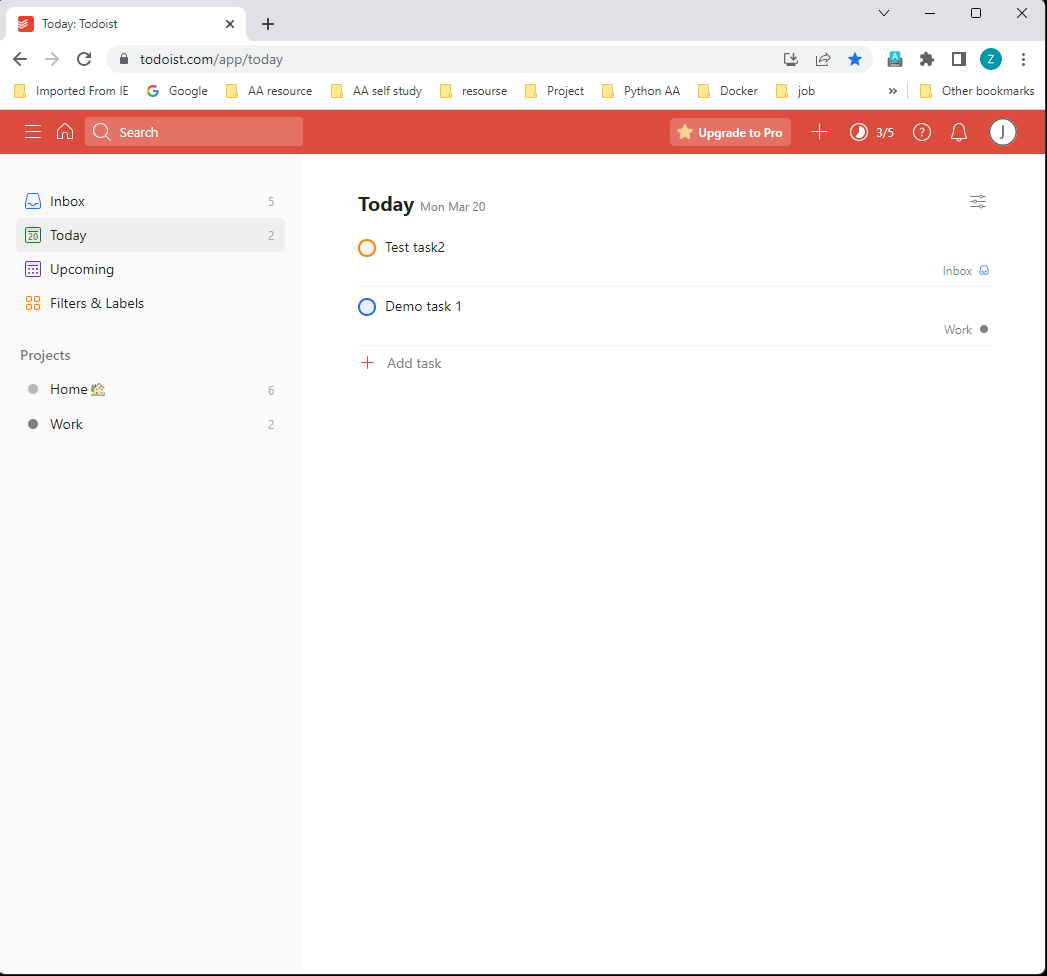 Today: Todoist
todoist.com/app/today
Imported From IE Google AA resource AA self study resourse Project Python AA Docker job » Other bookmarks
Search Upgrade to Pro 3/5 ? J
Z
Inbox 5
20 Today 2
Upcoming
Filters & Labels
Projects
Home 6
Work 2
Today Mon Mar 20
Test task2
Inbox
Demo task 1
Work
Add task